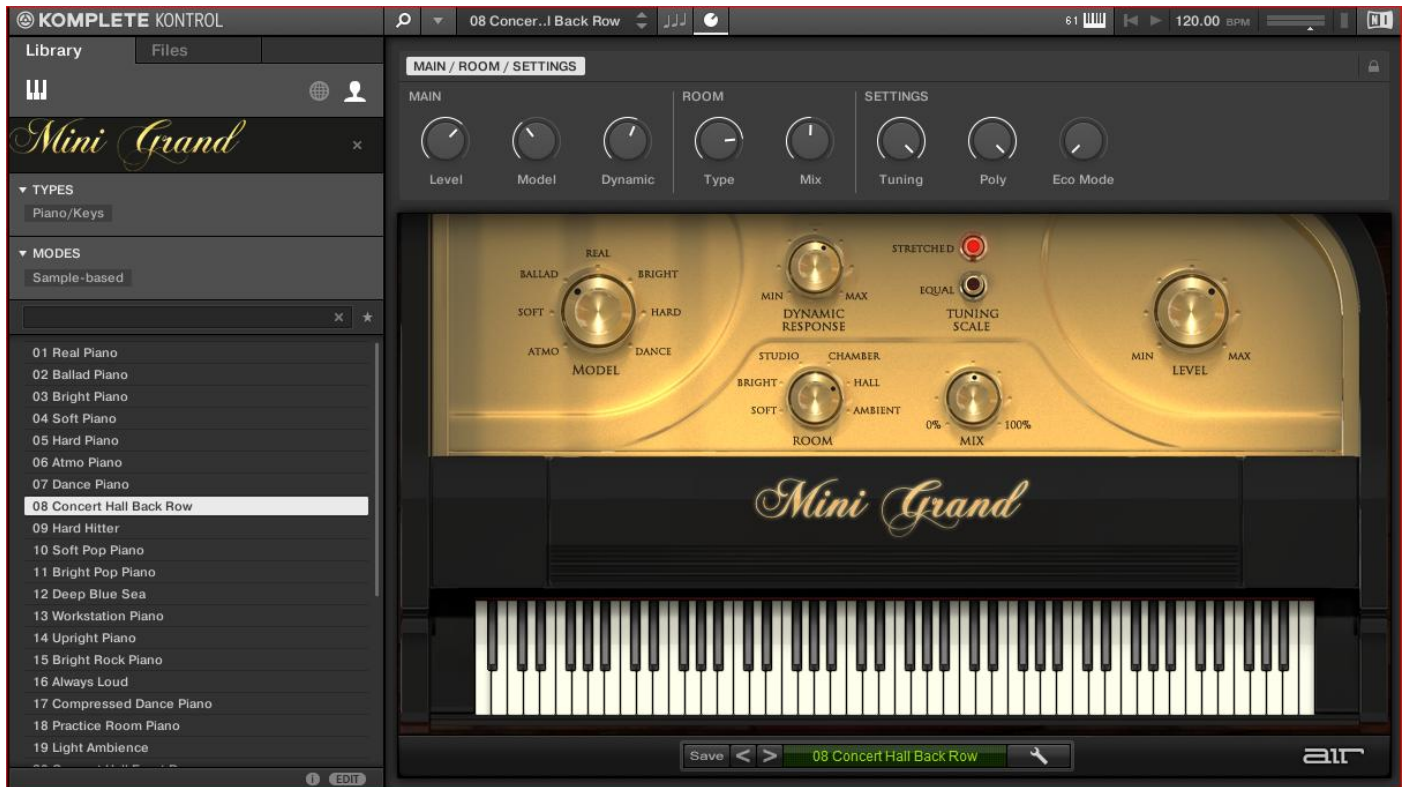 KOMPLETE KONTROL
08 Concer..l Back Row
61
120.00 BPM
Library
Files
Mini Grand
TYPES
Piano/Keys
MODES
Sample-based
01 Real Piano
02 Ballad Piano
03 Bright Piano
04 Soft Piano
05 Hard Piano
06 Atmo Piano
07 Dance Piano
08 Concert Hall Back Row
09 Hard Hitter
10 Soft Pop Piano
11 Bright Pop Piano
12 Deep Blue Sea
13 Workstation Piano
14 Upright Piano
15 Bright Rock Piano
16 Always Loud
17 Compressed Dance Piano
18 Practice Room Piano
19 Light Ambience
EDIT
MAIN / ROOM / SETTINGS
MAIN
ROOM
SETTINGS
Level
Model
Dynamic
Type
Mix
Tuning
Poly
Eco Mode
REAL
BALLAD
BRIGHT
SOFT
HARD
ATMO
DANCE
MODEL
MIN
MAX
DYNAMIC
RESPONSE
STRETCHED
EQUAL
TUNING
SCALE
STUDIO
CHAMBER
BRIGHT
HALL
SOFT
AMBIENT
ROOM
0%
100%
MIX
MIN
MAX
LEVEL
Mini Grand
Save < >
08 Concert Hall Back Row
air